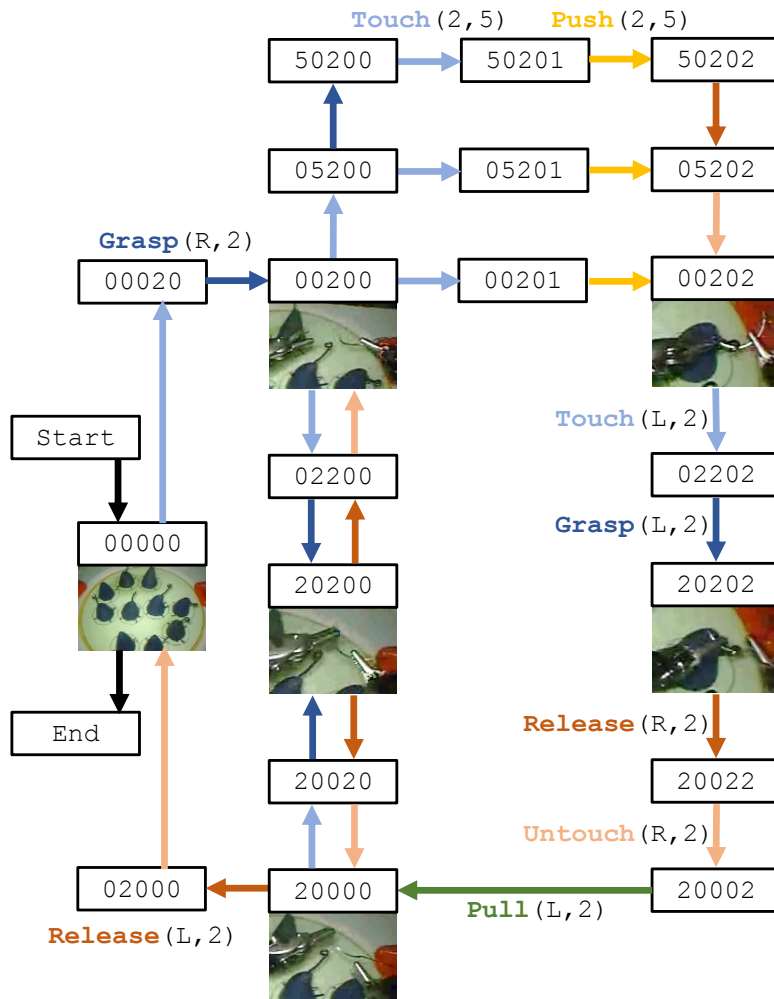 Touch(2,5) Push(2,5)
50200 50201 50202
05200 05201 05202
Grasp(R,2)
00020 00200 00201 00202
Start
Touch(L,2)
02200 02202
00000
Grasp(L,2)
20200 20202
End
Release(R,2)
20020 20022
Untouch(R,2)
02000 20000 20002
Pull(L,2)
Release(L,2)